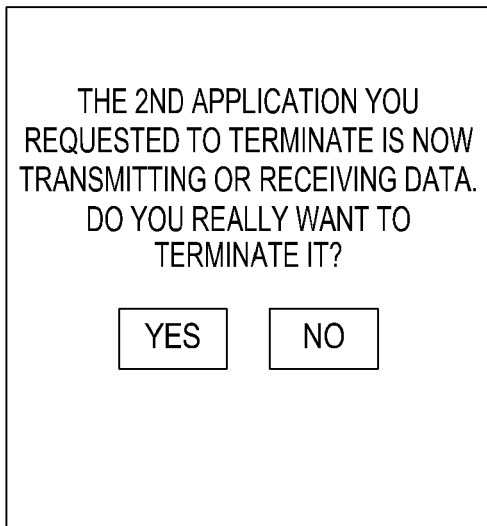 THE 2ND APPLICATION YOU
REQUESTED TO TERMINATE IS NOW
TRANSMITTING OR RECEIVING DATA.
DO YOU REALLY WANT TO
TERMINATE IT?
YES NO